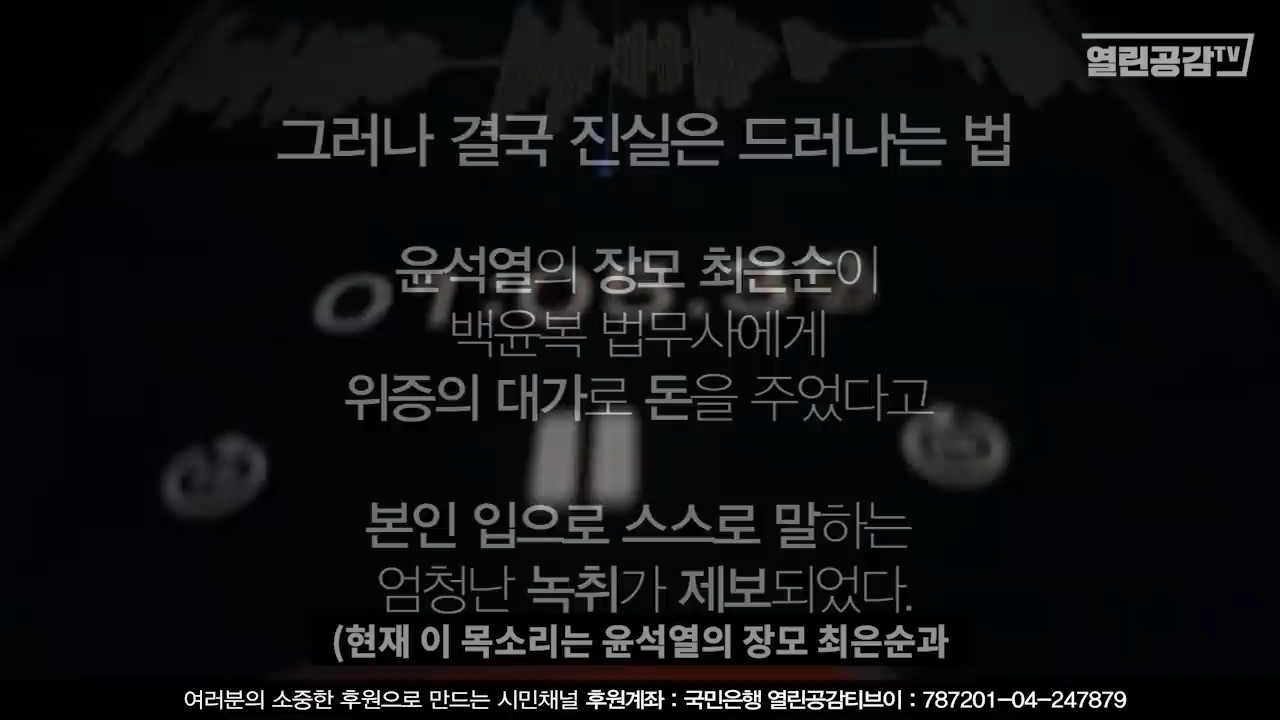 열린공감TV
그러나 결국 진실은 드러나는 법
윤석열의 장모 최은순이
백윤복 법무사에게
위증의 대가로 돈을 주었다고
본인 입으로 스스로 말하는
엄청난 녹취가 제보되었다.
(현재 이 목소리는 윤석열의 장모 최은순과
여러분의 소중한 후원으로 만드는 시민채널 후원계좌 : 국민은행 열린공감티브이 : 787201-04-247879